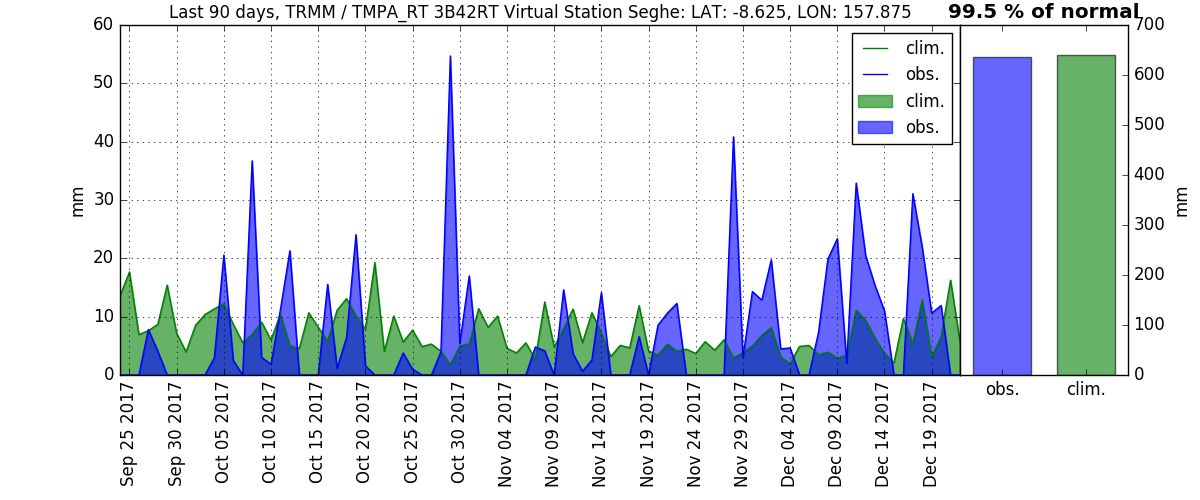 Last 90 days, TRMM / TMPA_RT 3B42RT Virtual Station Seghe: LAT: -8.625, LON: 157.875
99.5 % of normal
60
50
40
30
20
10
0
mm
clim.
obs.
clim.
obs.
700
600
500
400
300
200
100
0
mm
obs.
clim.
Sep 25 2017
Sep 30 2017
Oct 05 2017
Oct 10 2017
Oct 15 2017
Oct 20 2017
Oct 25 2017
Oct 30 2017
Nov 04 2017
Nov 09 2017
Nov 14 2017
Nov 19 2017
Nov 24 2017
Nov 29 2017
Dec 04 2017
Dec 09 2017
Dec 14 2017
Dec 19 2017